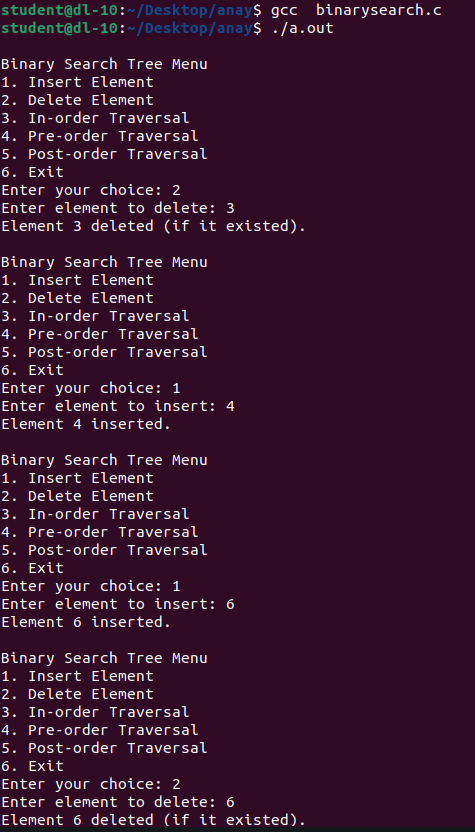 student@dl-10:~/Desktop/anay$ gcc  binarysearch.c
student@dl-10:~/Desktop/anay$ ./a.out

Binary Search Tree Menu
1. Insert Element
2. Delete Element
3. In-order Traversal
4. Pre-order Traversal
5. Post-order Traversal
6. Exit
Enter your choice: 2
Enter element to delete: 3
Element 3 deleted (if it existed).

Binary Search Tree Menu
1. Insert Element
2. Delete Element
3. In-order Traversal
4. Pre-order Traversal
5. Post-order Traversal
6. Exit
Enter your choice: 1
Enter element to insert: 4
Element 4 inserted.

Binary Search Tree Menu
1. Insert Element
2. Delete Element
3. In-order Traversal
4. Pre-order Traversal
5. Post-order Traversal
6. Exit
Enter your choice: 1
Enter element to insert: 6
Element 6 inserted.

Binary Search Tree Menu
1. Insert Element
2. Delete Element
3. In-order Traversal
4. Pre-order Traversal
5. Post-order Traversal
6. Exit
Enter your choice: 2
Enter element to delete: 6
Element 6 deleted (if it existed).